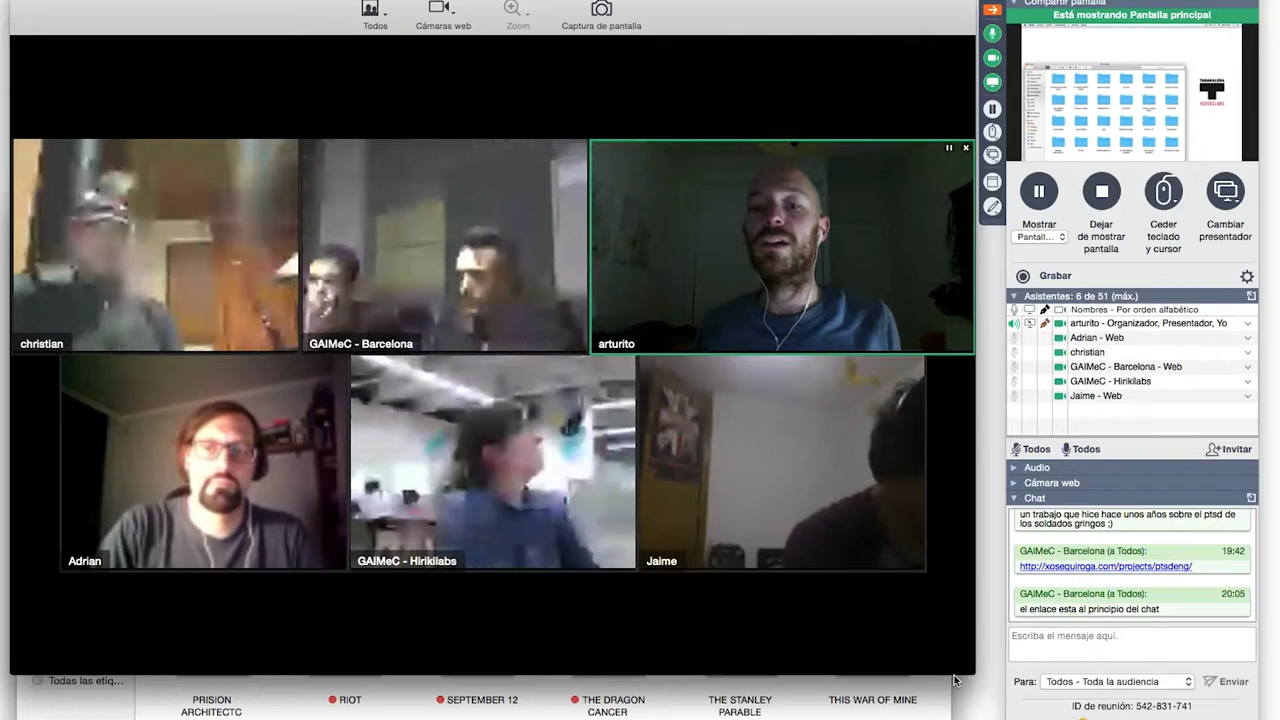 Todos
Cámaras web
Zoom
Captura de pantalla
christian
GAIMeC - Barcelona
arturito
Adrian
GAIMeC - Hirikilabs
Jaime
Todas las etiq...
PRISION
ARCHITECTC
RIOT
SEPTEMBER 12
THE DRAGON
CANCER
THE STANLEY
PARABLE
THIS WAR OF MINE
Compartir pantalla
Está mostrando Pantalla principal
TABAKALERA
HIRIKILABS
Mostrar
Pantall...
Dejar
de mostrar
pantalla
Ceder
teclado
y cursor
Cambiar
presentador
Grabar
Asistentes: 6 de 51 (máx.)
Nombres - Por orden alfabético
arturito - Organizador, Presentador, Yo
Adrian - Web
christian
GAIMeC - Barcelona - Web
GAIMeC - Hirikilabs
Jaime - Web
Todos
Todos
Invitar
Audio
Cámara web
Chat
un trabajo que hice hace unos años sobre el ptsd de
los soldados gringos ;)
GAIMeC - Barcelona (a Todos): 19:42
http://xosequiroga.com/projects/ptsdeng/
GAIMeC - Barcelona (a Todos): 20:05
el enlace esta al principio del chat
Escriba el mensaje aquí.
Para: Todos - Toda la audiencia
Enviar
ID de reunión: 542-831-741